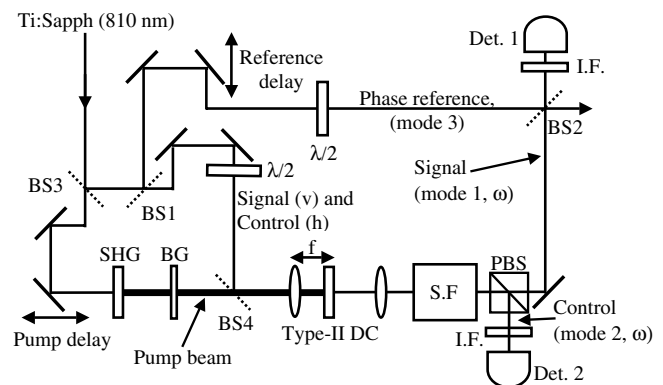 Ti:Sapph (810 nm)
Det. 1
I.F.
Reference
delay
Phase reference,
(mode 3)
BS2
λ/2
λ/2
BS3
BS1
Signal (v) and
Control (h)
Signal
(mode 1, ω)
SHG
BG
f
PBS
S.F
BS4
Type-II DC
Control
(mode 2, ω)
Pump delay
Pump beam
I.F.
Det. 2